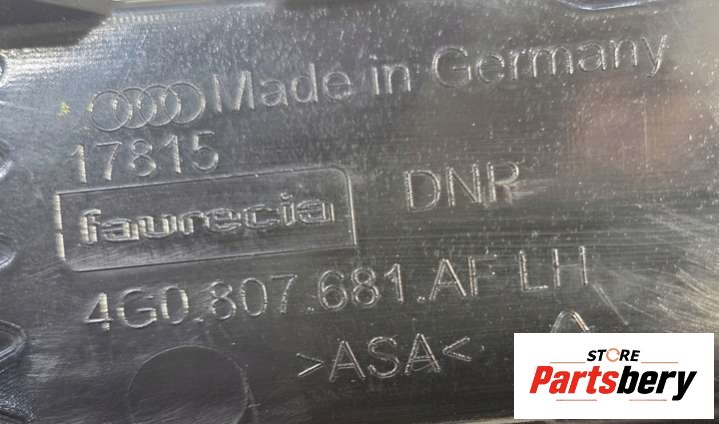 Made in Germany
17815
DNR
faurecia
4G0.807.681.AF LH
>ASA<
STORE
Partsbery